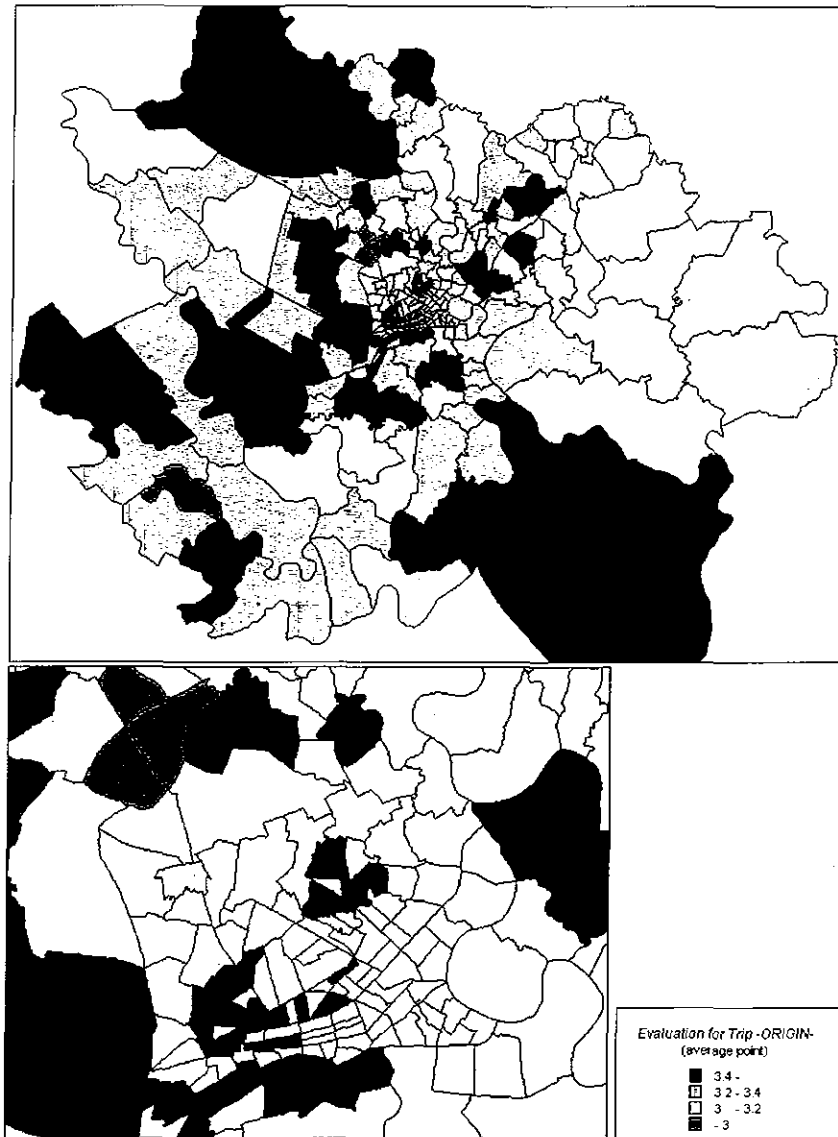 Evaluation for Trip -ORIGIN-
(average point)
3.4 -
3.2 - 3.4
3 - 3.2
- 3